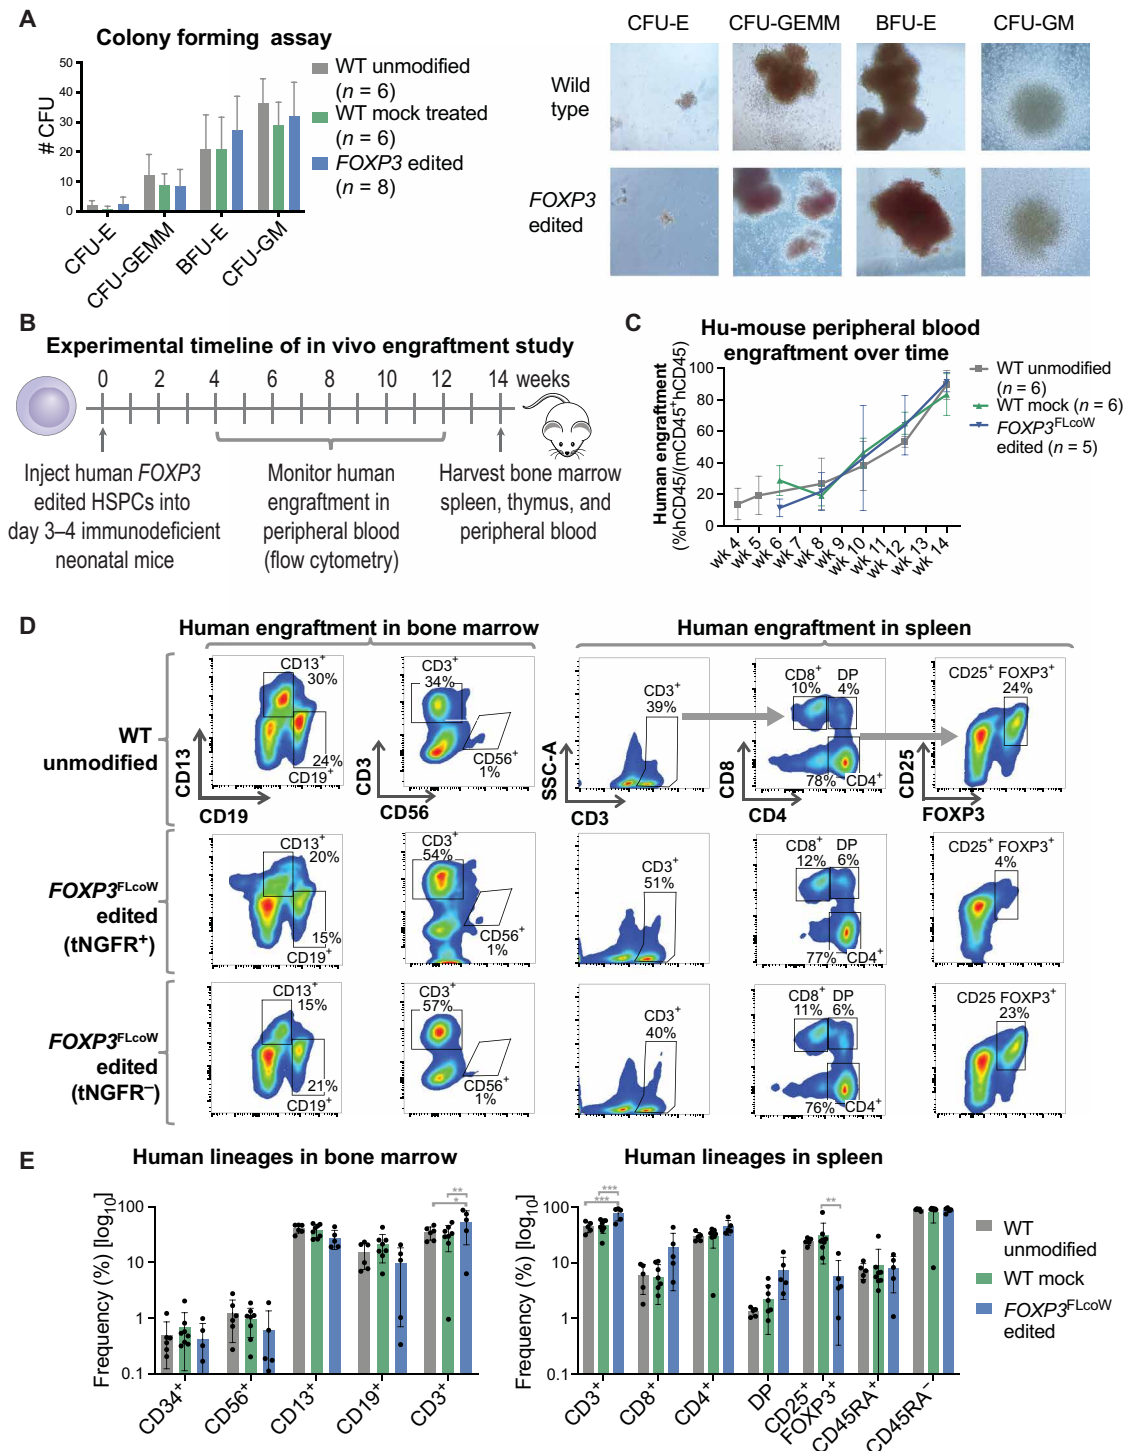 A
Colony forming assay
# CFU
50
40
30
20
10
0
CFU-E
CFU-GEMM
BFU-E
CFU-GM
WT unmodified
(n = 6)
WT mock treated
(n = 6)
FOXP3 edited
(n = 8)
CFU-E
CFU-GEMM
BFU-E
CFU-GM
Wild
type
FOXP3
edited
B
Experimental timeline of in vivo engraftment study
0 2 4 6 8 10 12 14 weeks
Inject human FOXP3
edited HSPCs into
day 3–4 immunodeficient
neonatal mice
Monitor human
engraftment in
peripheral blood
(flow cytometry)
Harvest bone marrow
spleen, thymus, and
peripheral blood
C
Hu-mouse peripheral blood
engraftment over time
Human engraftment
(%hCD45/(mCD45⁺hCD45)
100
80
60
40
20
0
wk 4
wk 5
wk 6
wk 7
wk 8
wk 9
wk 10
wk 11
wk 12
wk 13
wk 14
WT unmodified
(n = 6)
WT mock (n = 6)
FOXP3ᶠᴸᶜᵒᵂ
edited (n = 5)
D
Human engraftment in bone marrow
Human engraftment in spleen
WT
unmodified
CD13⁺
30%
24%
CD19⁺
CD13
CD19
CD3⁺
34%
CD56⁺
1%
CD3
CD56
CD3⁺
39%
SSC-A
CD3
CD8⁺
10%
DP
4%
78%
CD4⁺
CD8
CD4
CD25⁺ FOXP3⁺
24%
CD25
FOXP3
FOXP3ᶠᴸᶜᵒᵂ
edited
(tNGFR⁺)
CD13⁺
20%
15%
CD19⁺
CD3⁺
54%
CD56⁺
1%
CD3⁺
51%
CD8⁺
12%
DP
6%
77%
CD4⁺
CD25⁺ FOXP3⁺
4%
FOXP3ᶠᴸᶜᵒᵂ
edited
(tNGFR⁻)
CD13⁺
15%
21%
CD19⁺
CD3⁺
57%
CD56⁺
1%
CD3⁺
40%
CD8⁺
11%
DP
6%
76%
CD4⁺
CD25 FOXP3⁺
23%
E
Human lineages in bone marrow
Frequency (%) [log₁₀]
100
10
1
0.1
**
*
CD34⁺
CD56⁺
CD13⁺
CD19⁺
CD3⁺
Human lineages in spleen
Frequency (%) [log₁₀]
100
10
1
0.1
***
***
**
CD3⁺
CD8⁺
CD4⁺
DP
CD25⁺
FOXP3⁺
CD45RA⁺
CD45RA⁻
WT
unmodified
WT mock
FOXP3ᶠᴸᶜᵒᵂ
edited